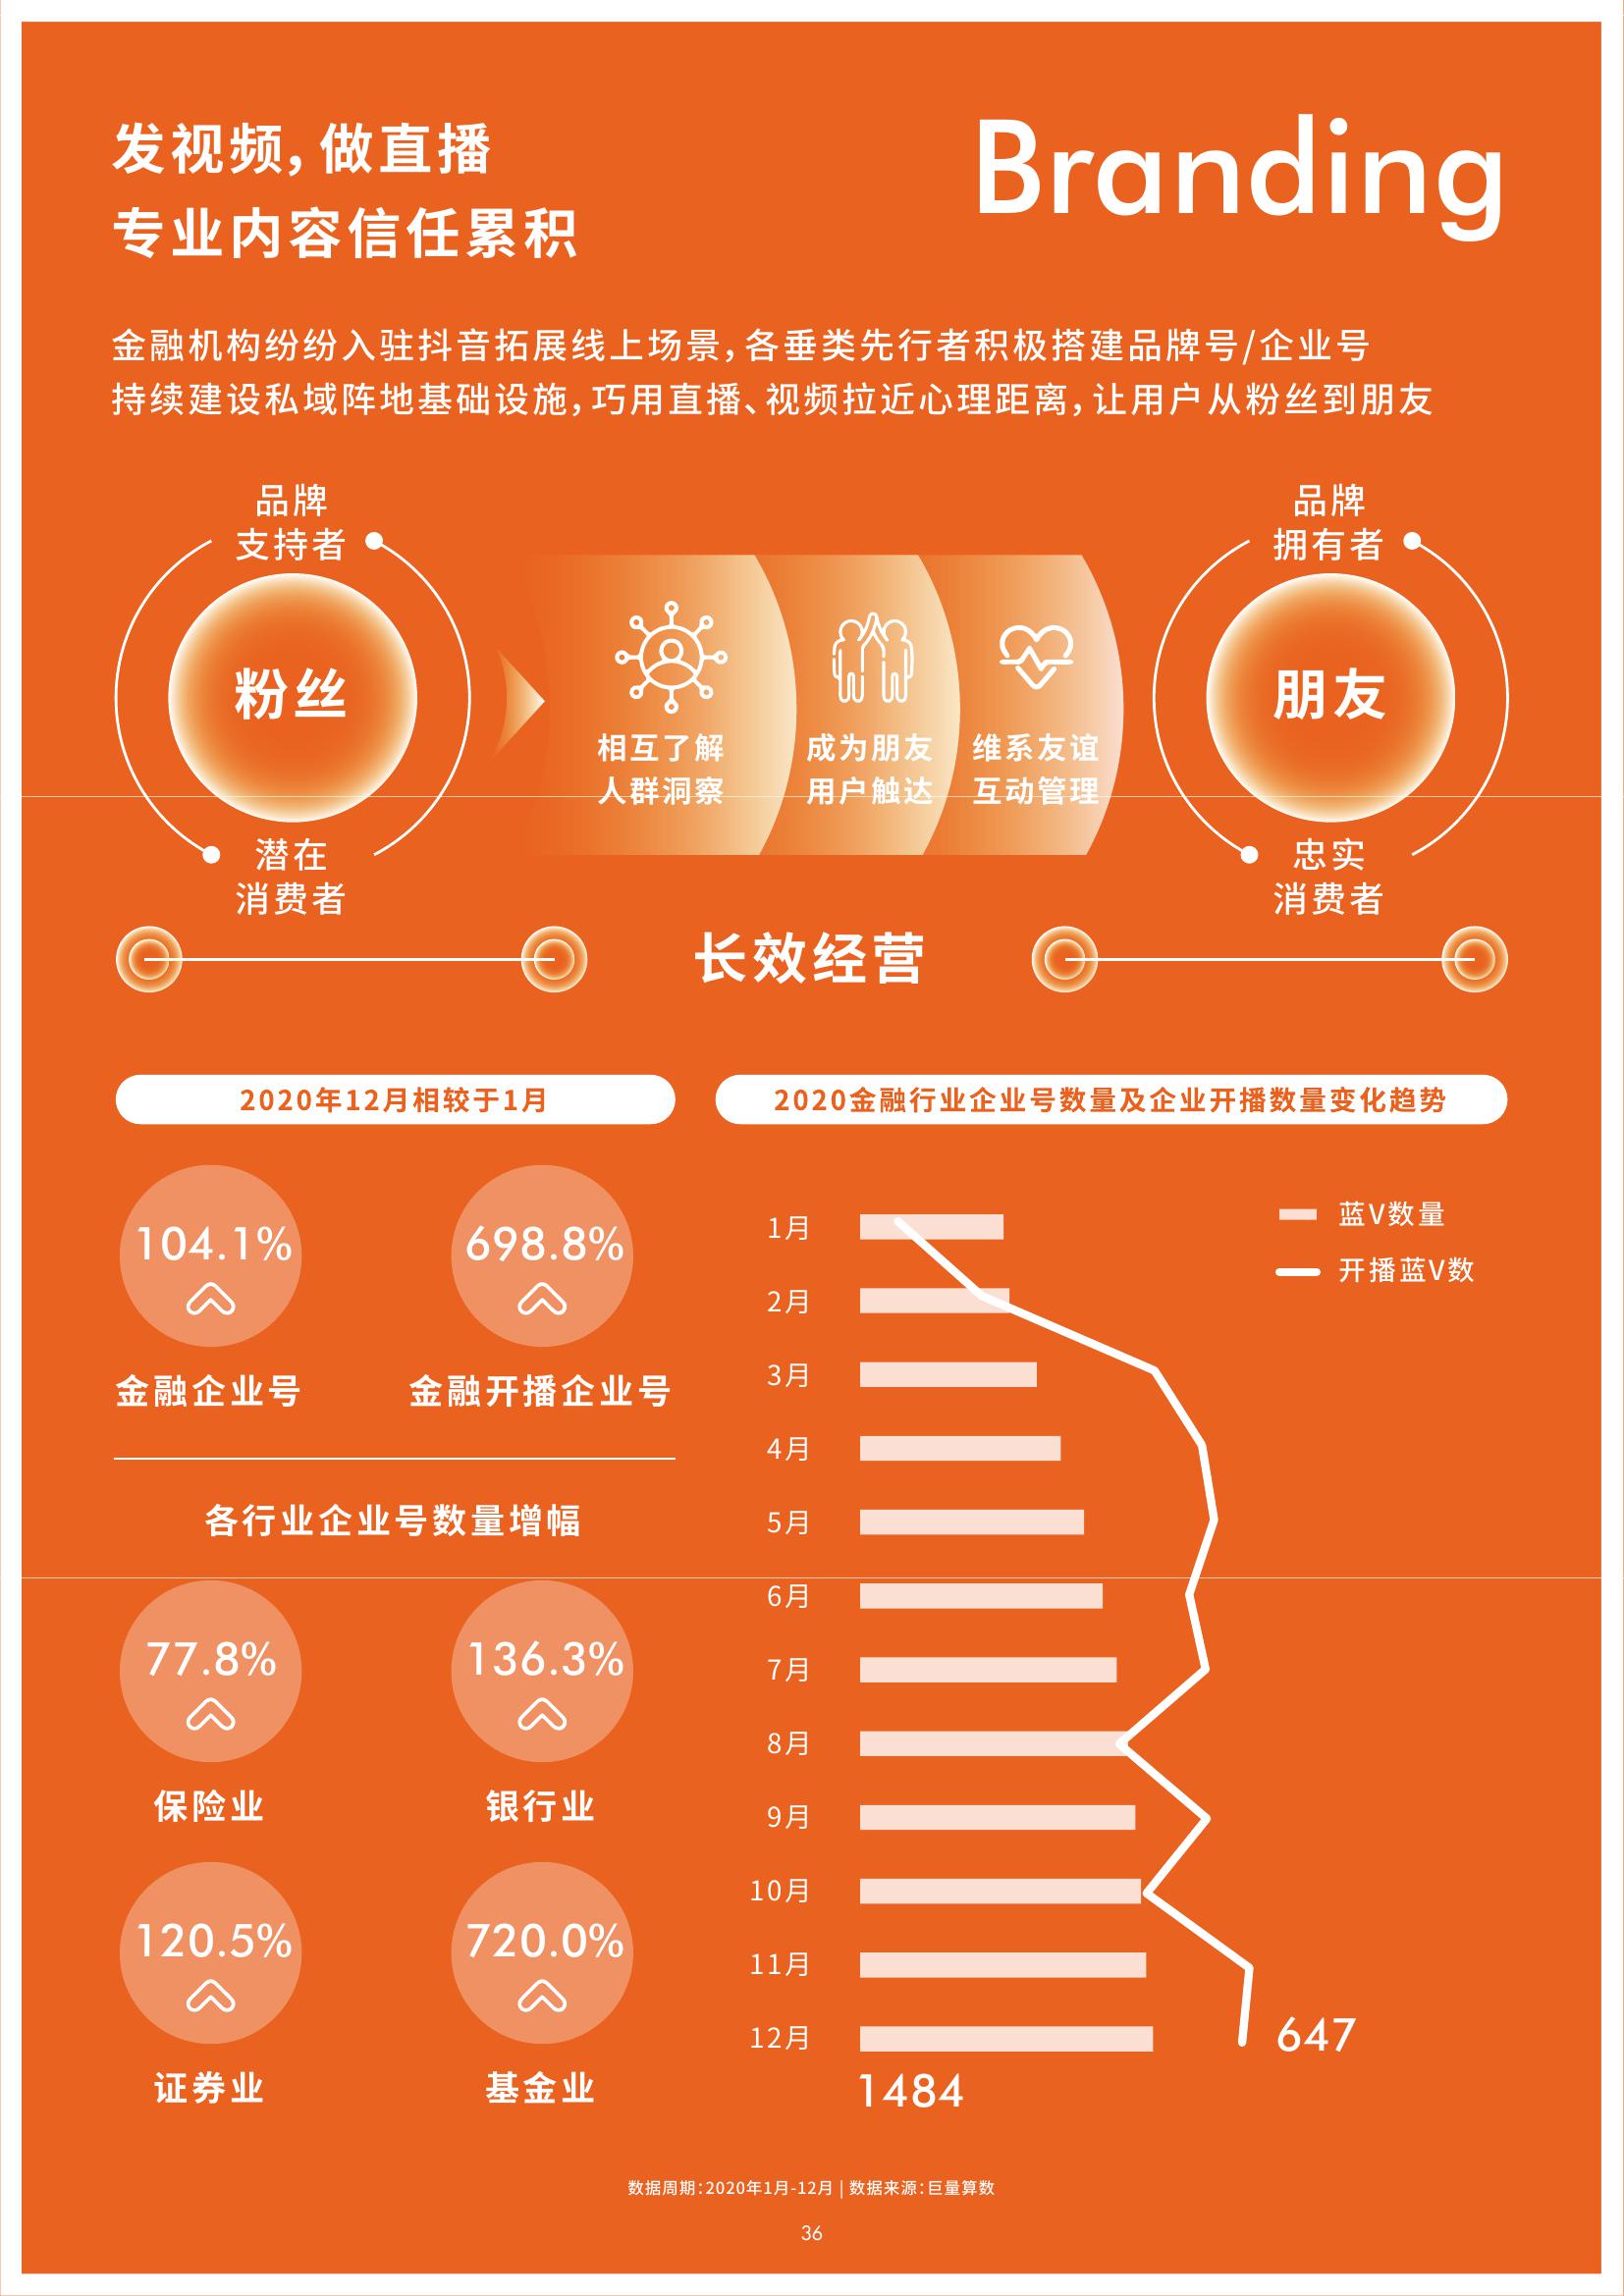 发视频，做直播
专业内容信任累积
Branding
金融机构纷纷入驻抖音拓展线上场景，各垂类先行者积极搭建品牌号/企业号
持续建设私域阵地基础设施，巧用直播、视频拉近心理距离，让用户从粉丝到朋友
品牌
支持者
粉丝
潜在
消费者
相互了解
人群洞察
成为朋友
用户触达
维系友谊
互动管理
品牌
拥有者
朋友
忠实
消费者
长效经营
2020年12月相较于1月
104.1%
金融企业号
698.8%
金融开播企业号
各行业企业号数量增幅
77.8%
保险业
136.3%
银行业
120.5%
证券业
720.0%
基金业
2020金融行业企业号数量及企业开播数量变化趋势
蓝V数量
开播蓝V数
1月
2月
3月
4月
5月
6月
7月
8月
9月
10月
11月
12月
647
1484
数据周期：2020年1月-12月 | 数据来源：巨量算数
36